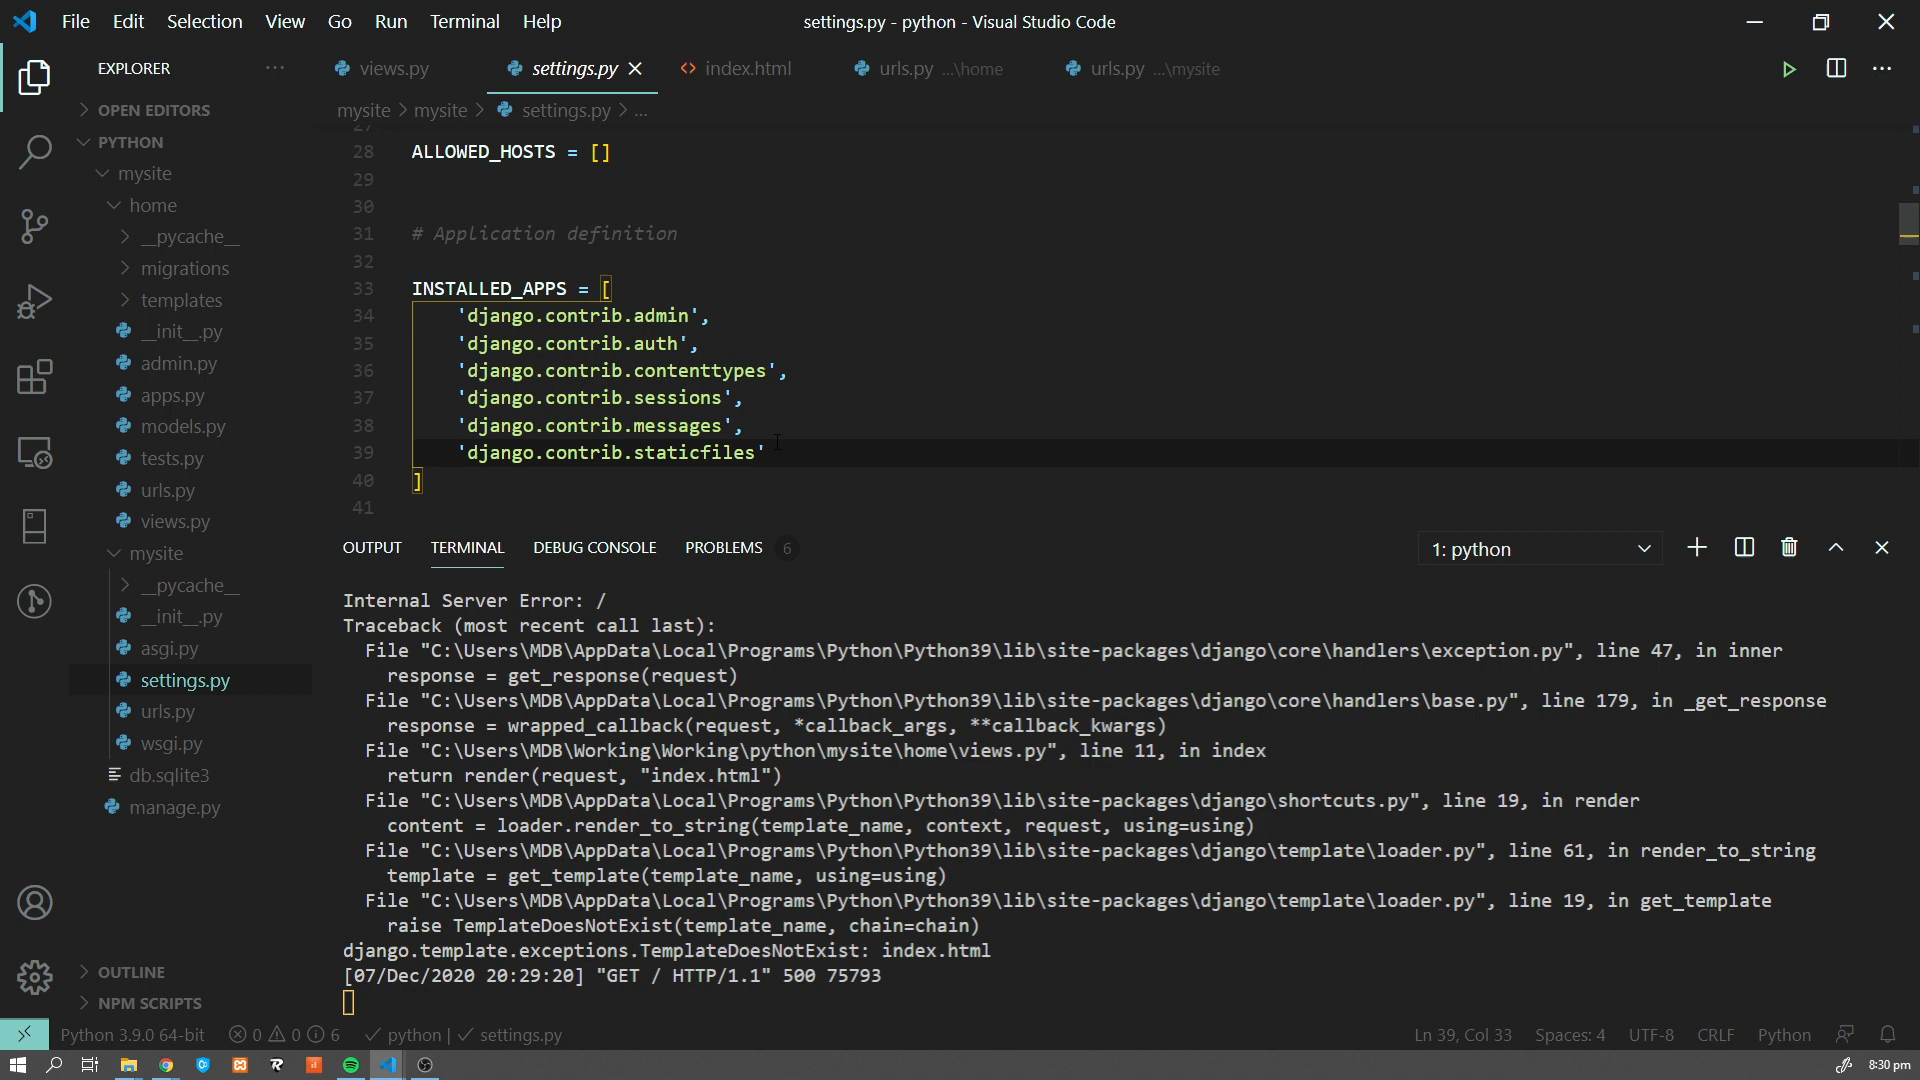 File Edit Selection View Go Run Terminal Help
settings.py - python - Visual Studio Code
EXPLORER
OPEN EDITORS
PYTHON
mysite
home
__pycache__
migrations
templates
__init__.py
admin.py
apps.py
models.py
tests.py
urls.py
views.py
mysite
__pycache__
__init__.py
asgi.py
settings.py
urls.py
wsgi.py
db.sqlite3
manage.py
OUTLINE
NPM SCRIPTS
views.py settings.py index.html urls.py ...\home urls.py ...\mysite
mysite > mysite > settings.py > ...
27
28 ALLOWED_HOSTS = []
29
30
31 # Application definition
32
33 INSTALLED_APPS = [
34 'django.contrib.admin',
35 'django.contrib.auth',
36 'django.contrib.contenttypes',
37 'django.contrib.sessions',
38 'django.contrib.messages',
39 'django.contrib.staticfiles'
40 ]
41
OUTPUT TERMINAL DEBUG CONSOLE PROBLEMS 6
1: python
Internal Server Error: /
Traceback (most recent call last):
File "C:\Users\MDB\AppData\Local\Programs\Python\Python39\lib\site-packages\django\core\handlers\exception.py", line 47, in inner
response = get_response(request)
File "C:\Users\MDB\AppData\Local\Programs\Python\Python39\lib\site-packages\django\core\handlers\base.py", line 179, in _get_response
response = wrapped_callback(request, *callback_args, **callback_kwargs)
File "C:\Users\MDB\Working\Working\python\mysite\home\views.py", line 11, in index
return render(request, "index.html")
File "C:\Users\MDB\AppData\Local\Programs\Python\Python39\lib\site-packages\django\shortcuts.py", line 19, in render
content = loader.render_to_string(template_name, context, request, using=using)
File "C:\Users\MDB\AppData\Local\Programs\Python\Python39\lib\site-packages\django\template\loader.py", line 61, in render_to_string
template = get_template(template_name, using=using)
File "C:\Users\MDB\AppData\Local\Programs\Python\Python39\lib\site-packages\django\template\loader.py", line 19, in get_template
raise TemplateDoesNotExist(template_name, chain=chain)
django.template.exceptions.TemplateDoesNotExist: index.html
[07/Dec/2020 20:29:20] "GET / HTTP/1.1" 500 75793
Python 3.9.0 64-bit 0 0 6 python | settings.py
Ln 39, Col 33 Spaces: 4 UTF-8 CRLF Python
8:30 pm